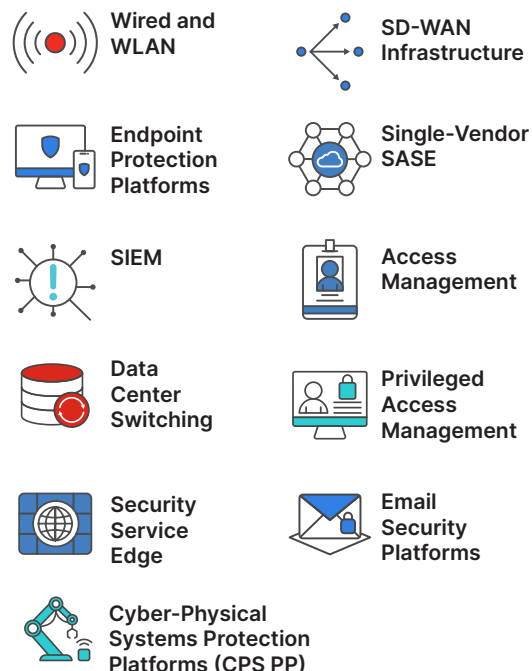 Wired and
WLAN
SD-WAN
Infrastructure
Endpoint
Protection
Platforms
Single-Vendor
SASE
SIEM
Access
Management
Data
Center
Switching
Privileged
Access
Management
Security
Service
Edge
Email
Security
Platforms
Cyber-Physical
Systems Protection
Platforms (CPS PP)